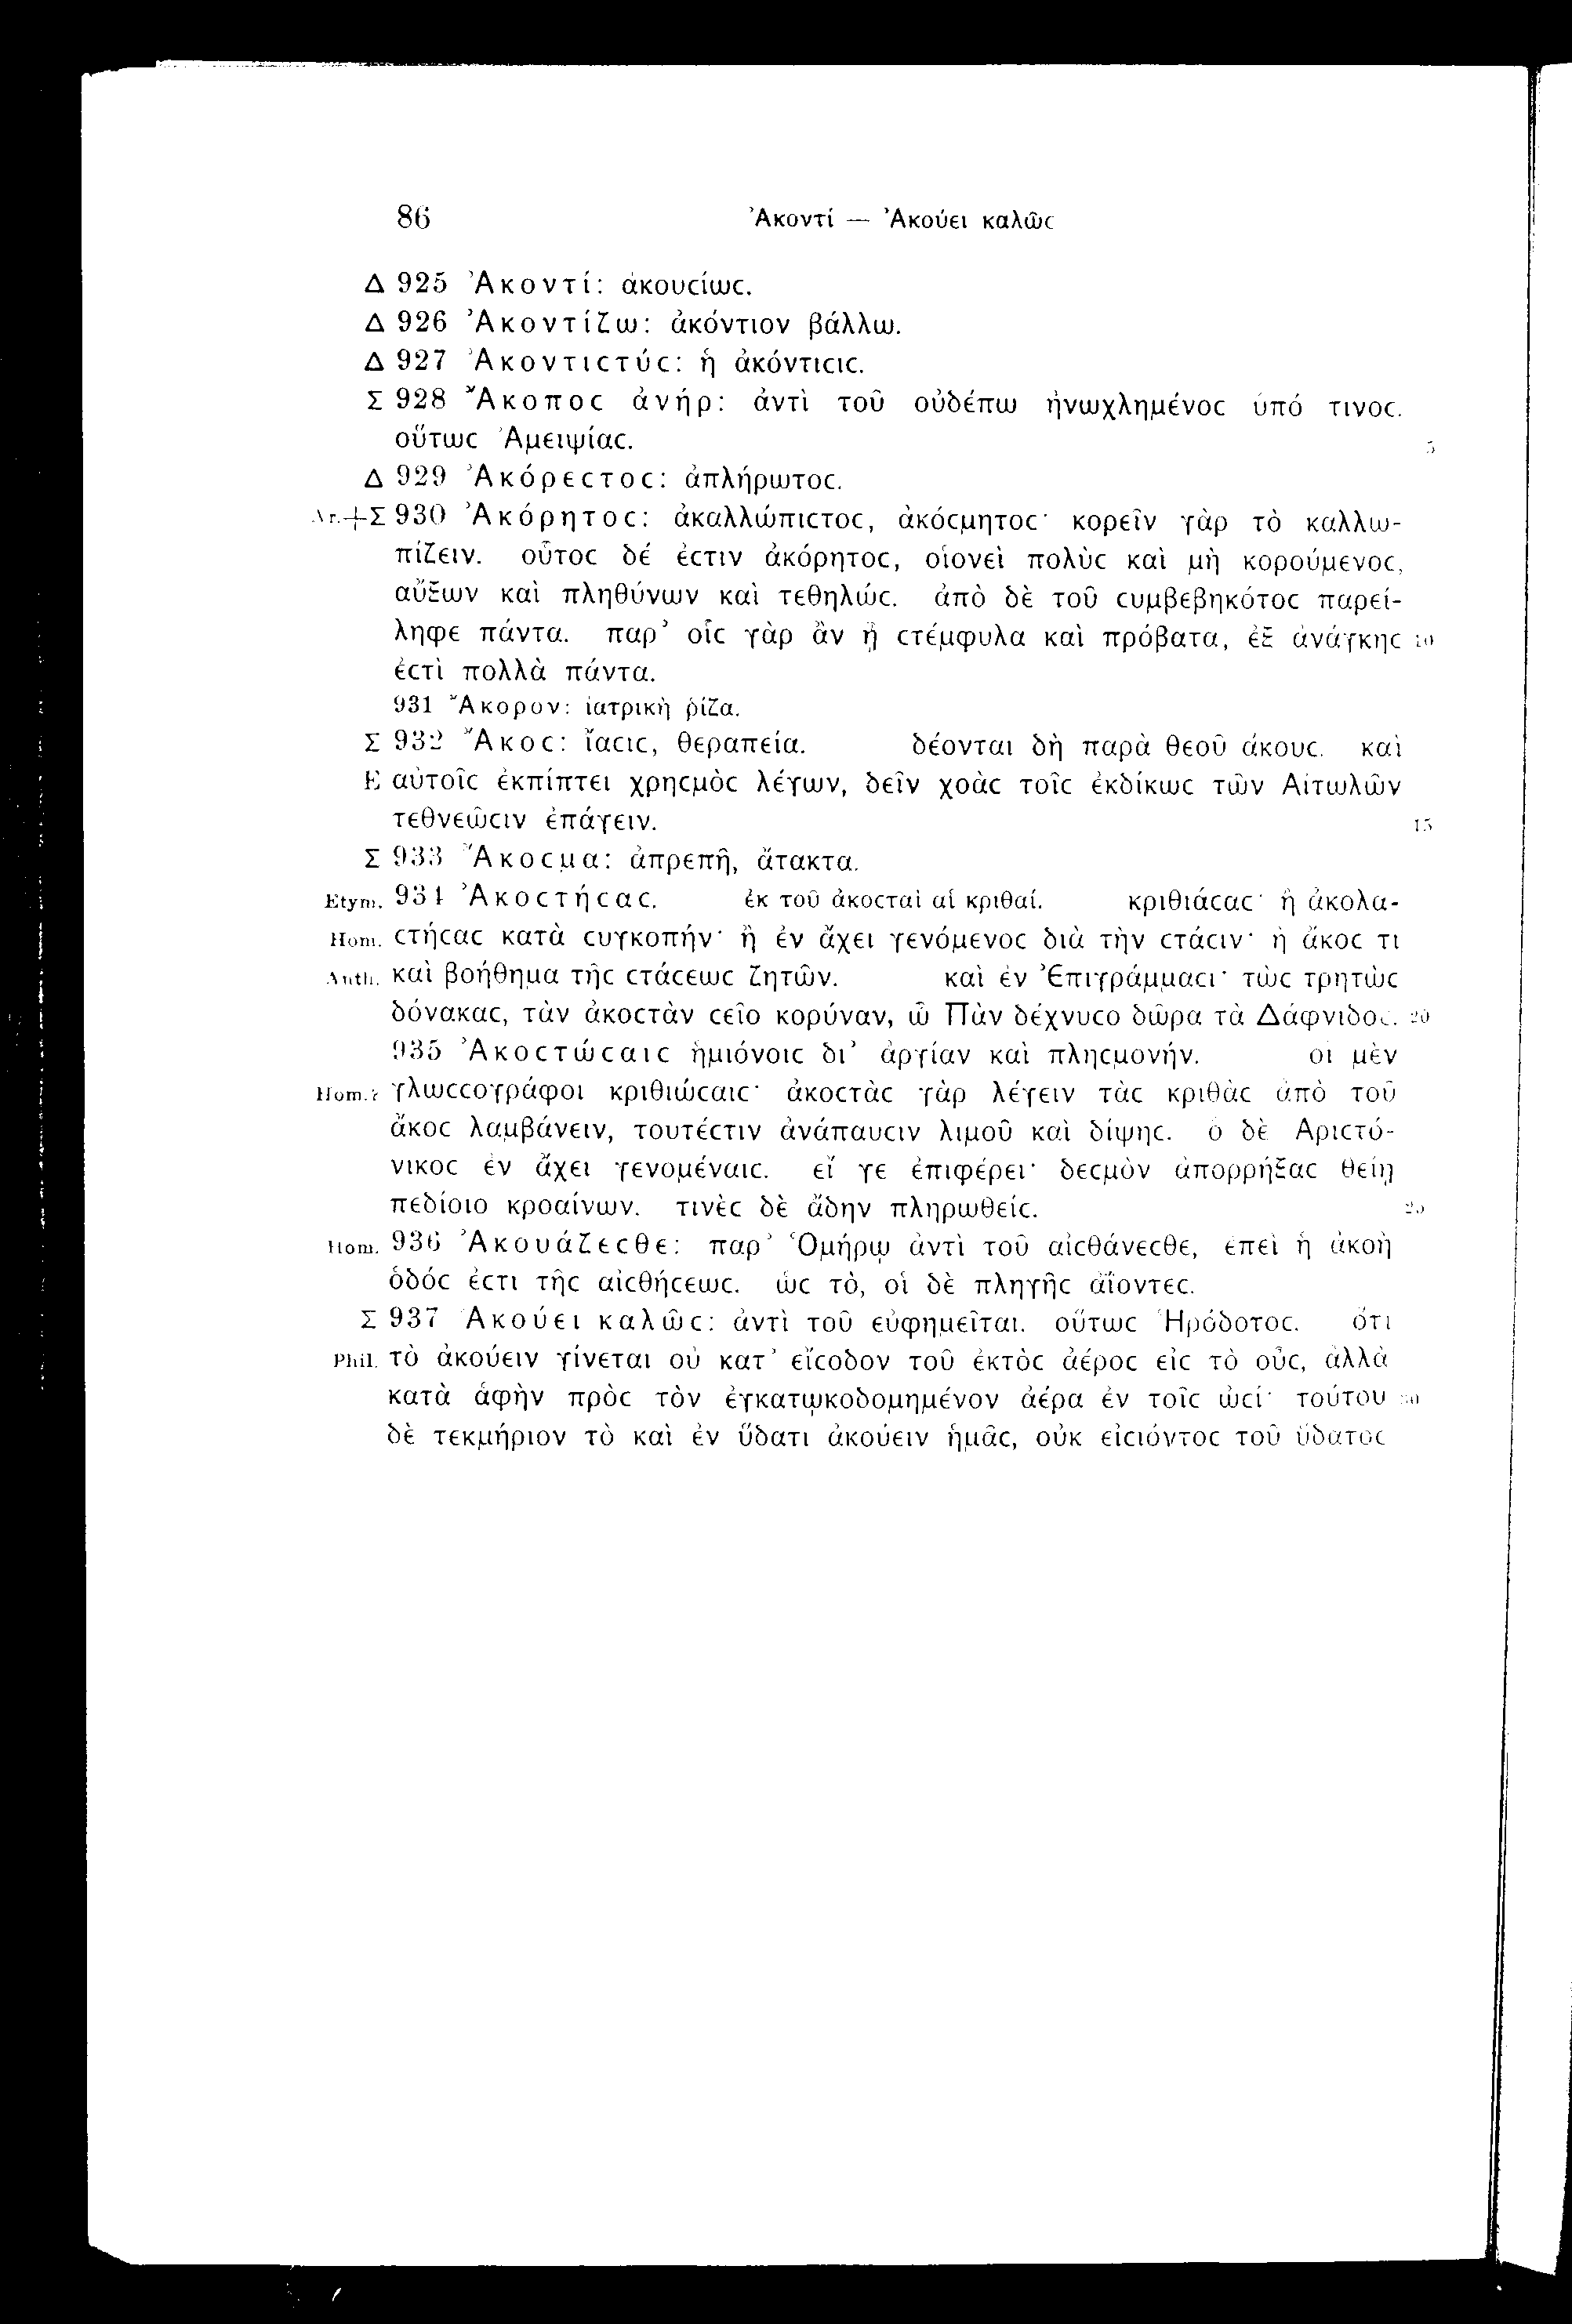 86 Ἀκοντί — Ἀκούει καλῶϲ
Δ 925 Ἀκοντί: ἀκουϲίωϲ.
Δ 926 Ἀκοντίζω: ἀκόντιον βάλλω.
Δ 927 Ἀκοντιϲτύϲ: ἡ ἀκόντιϲιϲ.
Σ 928 Ἄκοποϲ ἀνήρ: ἀντὶ τοῦ οὐδέπω ἠνωχλημένοϲ ὑπό τινοϲ.
οὕτωϲ Ἀμειψίαϲ. 5
Δ 929 Ἀκόρεϲτοϲ: ἀπλήρωτοϲ.
Ar.+Σ 930 Ἀκόρητοϲ: ἀκαλλώπιϲτοϲ, ἀκόϲμητοϲ· κορεῖν γὰρ τὸ καλλω-
πίζειν. οὗτοϲ δέ ἐϲτιν ἀκόρητοϲ, οἱονεὶ πολὺϲ καὶ μὴ κορούμενοϲ,
αὔξων καὶ πληθύνων καὶ τεθηλώϲ. ἀπὸ δὲ τοῦ ϲυμβεβηκότοϲ παρεί-
ληφε πάντα. παρ’ οἷϲ γὰρ ἂν ᾖ ϲτέμφυλα καὶ πρόβατα, ἐξ ἀνάγκηϲ 10
ἐϲτὶ πολλὰ πάντα.
931 Ἄκορον: ἰατρικὴ ῥίζα.
Σ 932 Ἄκοϲ: ἴαϲιϲ, θεραπεία. δέονται δὴ παρὰ θεοῦ ἄκουϲ. καὶ
E αὐτοῖϲ ἐκπίπτει χρηϲμὸϲ λέγων, δεῖν χοὰϲ τοῖϲ ἐκδίκωϲ τῶν Αἰτωλῶν
τεθνεῶϲιν ἐπάγειν. 15
Σ 933 Ἄκοϲμα: ἀπρεπῆ, ἄτακτα.
Etym. 934 Ἀκοϲτήϲαϲ. ἐκ τοῦ ἀκοϲταὶ αἱ κριθαί. κριθιάϲαϲ· ἢ ἀκολα-
Hom. ϲτήϲαϲ κατὰ ϲυγκοπήν· ἢ ἐν ἄχει γενόμενοϲ διὰ τὴν ϲτάϲιν· ἢ ἄκοϲ τι
Anth. καὶ βοήθημα τῆϲ ϲτάϲεωϲ ζητῶν. καὶ ἐν Ἐπιγράμμαϲι· τὼϲ τρητὼϲ
δόνακαϲ, τὰν ἀκοϲτὰν ϲεῖο κορύναν, ὦ Πὰν δέχνυϲο δῶρα τὰ Δάφνιδοϲ. 20
935 Ἀκοϲτώϲαιϲ ἡμιόνοιϲ δι’ ἀργίαν καὶ πληϲμονήν. οἱ μὲν
Hom.? γλωϲϲογράφοι κριθιώϲαιϲ· ἀκοϲτὰϲ γὰρ λέγειν τὰϲ κριθὰϲ ἀπὸ τοῦ
ἄκοϲ λαμβάνειν, τουτέϲτιν ἀνάπαυϲιν λιμοῦ καὶ δίψηϲ. ὁ δὲ Ἀριϲτό-
νικοϲ ἐν ἄχει γενομέναιϲ. εἴ γε ἐπιφέρει· δεϲμὸν ἀπορρήξαϲ θείῃ
πεδίοιο κροαίνων. τινὲϲ δὲ ἄδην πληρωθείϲ. 25
Hom. 936 Ἀκουάζεϲθε: παρ’ Ὁμήρῳ ἀντὶ τοῦ αἰϲθάνεϲθε, ἐπεὶ ἡ ἀκοὴ
ὁδόϲ ἐϲτι τῆϲ αἰϲθήϲεωϲ. ὡϲ τὸ, οἱ δὲ πληγῆϲ ἀΐοντεϲ.
Σ 937 Ἀκούει καλῶϲ: ἀντὶ τοῦ εὐφημεῖται. οὕτωϲ Ἡρόδοτοϲ. ὅτι
Phil. τὸ ἀκούειν γίνεται οὐ κατ’ εἴϲοδον τοῦ ἐκτὸϲ ἀέροϲ εἰϲ τὸ οὖϲ, ἀλλὰ
κατὰ ἁφὴν πρὸϲ τὸν ἐγκατῳκοδομημένον ἀέρα ἐν τοῖϲ ὠϲί· τούτου 30
δὲ τεκμήριον τὸ καὶ ἐν ὕδατι ἀκούειν ἡμᾶϲ, οὐκ εἰϲιόντοϲ τοῦ ὕδατοϲ